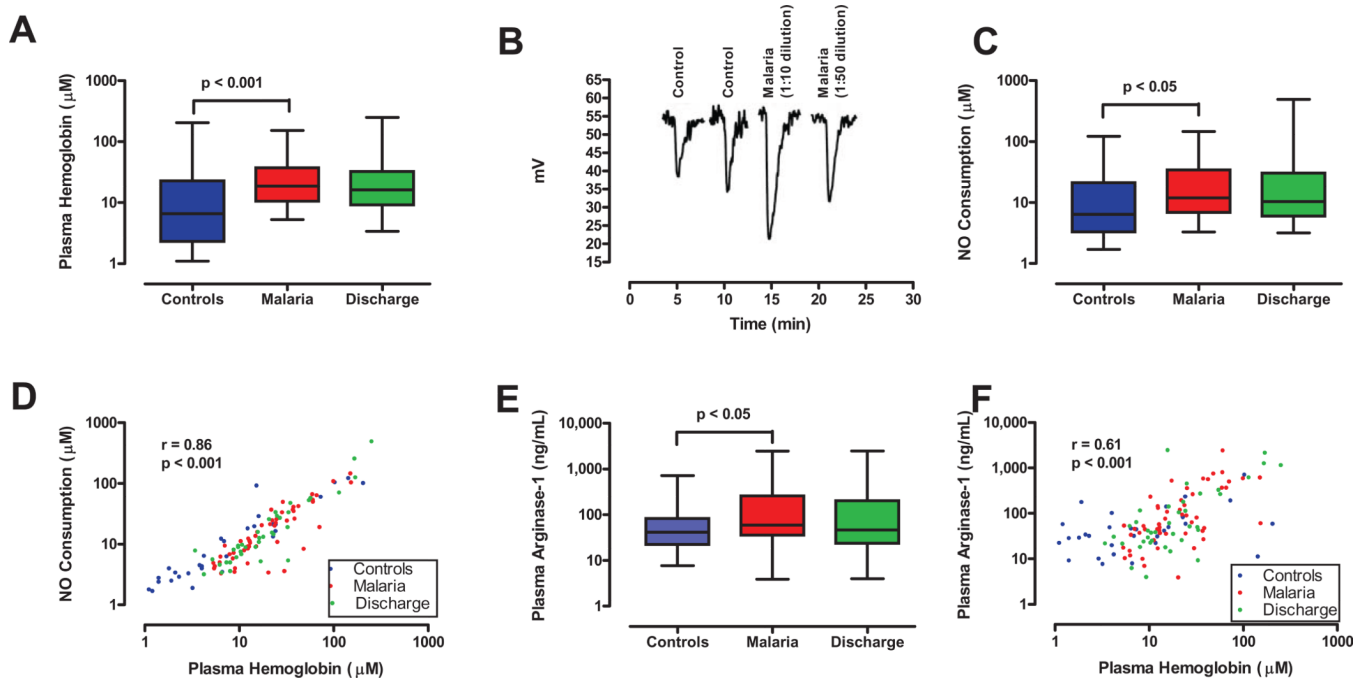 A
Plasma Hemoglobin (μM)
1000
100
10
1
p < 0.001
Controls
Malaria
Discharge
B
mV
65
60
55
50
45
40
35
30
25
20
15
Control
Control
Malaria
(1:10 dilution)
Malaria
(1:50 dilution)
0
5
10
15
20
25
30
Time (min)
C
NO Consumption (μM)
1000
100
10
1
p < 0.05
Controls
Malaria
Discharge
D
NO Consumption (μM)
1000
100
10
1
r = 0.86
p < 0.001
Controls
Malaria
Discharge
1
10
100
1000
Plasma Hemoglobin ( μM)
E
Plasma Arginase-1 (ng/mL)
10,000
1,000
100
10
1
p < 0.05
Controls
Malaria
Discharge
F
Plasma Arginase-1 (ng/mL)
10,000
1,000
100
10
1
r = 0.61
p < 0.001
Controls
Malaria
Discharge
1
10
100
1000
Plasma Hemoglobin ( μM)